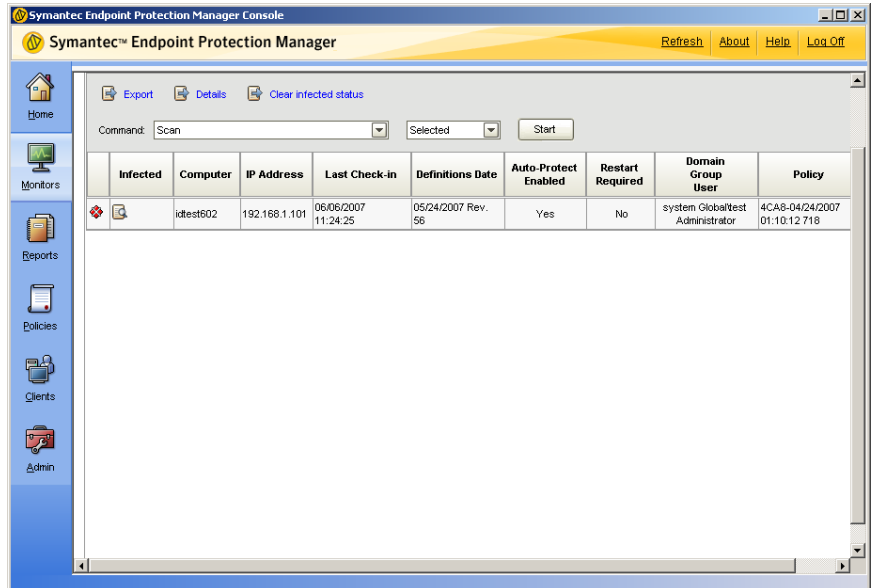 Symantec Endpoint Protection Manager Console
Symantec™ Endpoint Protection Manager
Refresh About Help Log Off
Home
Monitors
Reports
Policies
Clients
Admin
Export Details Clear infected status
Command: Scan Selected Start
Infected Computer IP Address Last Check-in Definitions Date Auto-Protect Enabled Restart Required Domain Group User Policy
idtest602 192.168.1.101 06/06/2007 11:24:25 05/24/2007 Rev. 56 Yes No system Global\test Administrator 4CA8-04/24/2007 01:10:12 718